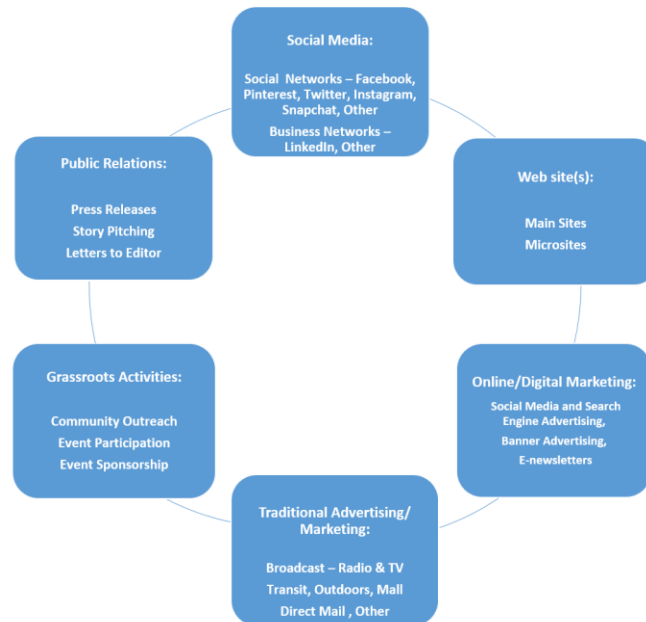 Social Media:
Social Networks – Facebook,
Pinterest, Twitter, Instagram,
Snapchat, Other
Business Networks –
LinkedIn, Other
Web site(s):
Main Sites
Microsites
Online/Digital Marketing:
Social Media and Search
Engine Advertising,
Banner Advertising,
E-newsletters
Traditional Advertising/
Marketing:
Broadcast – Radio & TV
Transit, Outdoors, Mall
Direct Mail , Other
Grassroots Activities:
Community Outreach
Event Participation
Event Sponsorship
Public Relations:
Press Releases
Story Pitching
Letters to Editor